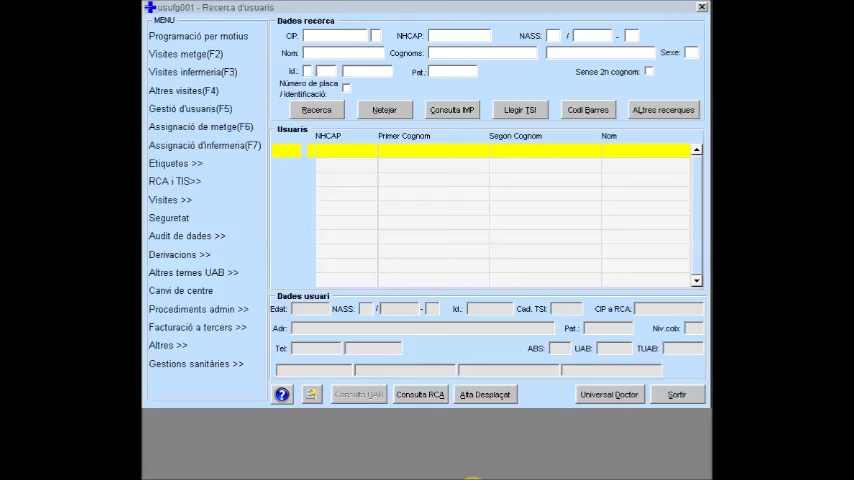 usufg001 - Recerca d'usuaris
MENU
Programació per motius
Visites metge(F2)
Visites infermeria(F3)
Altres visites(F4)
Gestió d'usuaris(F5)
Assignació de metge(F6)
Assignació d'infermeria(F7)
Etiquetes >>
RCA i TIS>>
Visites >>
Seguretat
Audit de dades >>
Derivacions >>
Altres temes UAB >>
Canvi de centre
Procediments admin >>
Facturació a tercers >>
Altres >>
Gestions sanitàries >>
Dades recerca
CIP: NHCAP: NASS: / -
Nom: Cognoms: Sexe:
Id.: Pat.: Sense 2n cognom:
Número de placa
/ identificació:
Recerca Netejar Consulta IMP Llegir TSI Codi Barres ALtres recerques
Usuaris
NHCAP Primer Cognom Segon Cognom Nom
Dades usuari
Edat: NASS: / - Id.: Cad. TSI: CIP a RCA:
Adr: Pat.: Niv.cob:
Tel: ABS: UAB: TUAB:
? Consulta UAB Consulta RCA Alta Desplaçat Universal Doctor Sortir